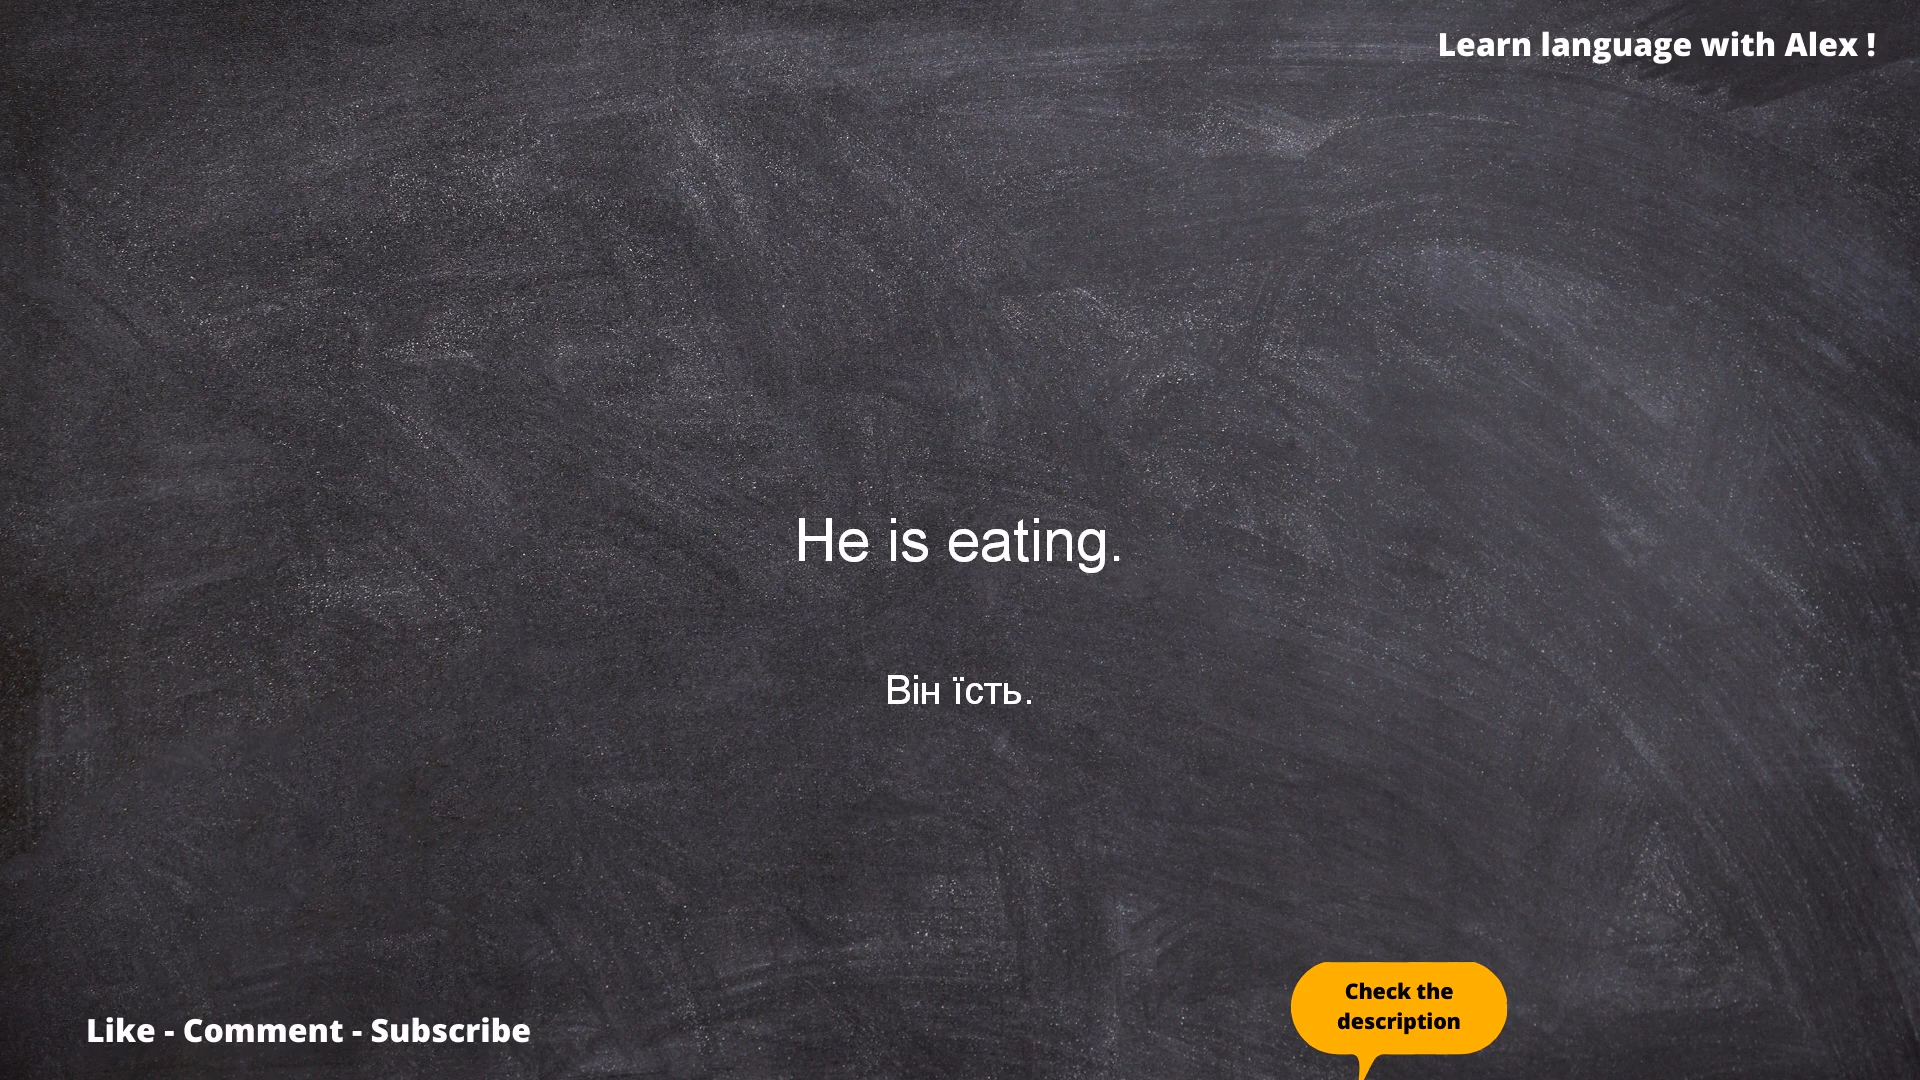 Learn language with Alex !
He is eating.
Він їсть.
Check the
description
Like - Comment - Subscribe